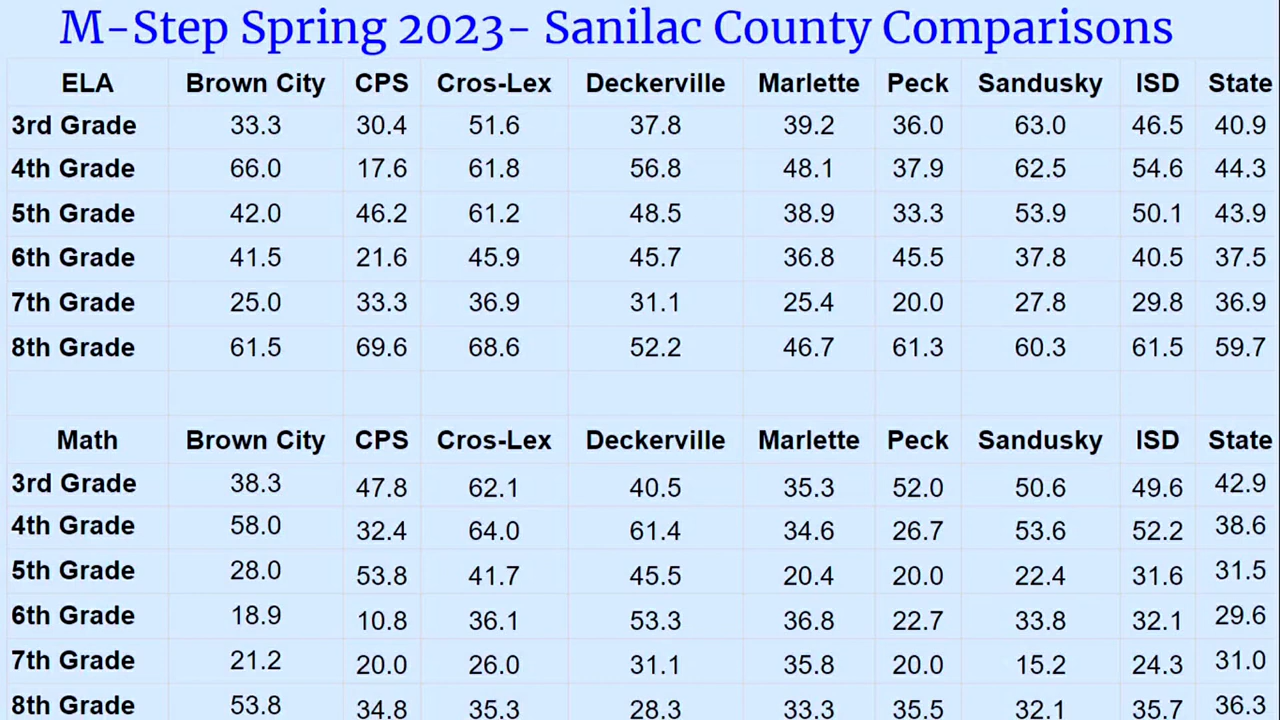 M-Step Spring 2023- Sanilac County Comparisons
ELA Brown City CPS Cros-Lex Deckerville Marlette Peck Sandusky ISD State
3rd Grade 33.3 30.4 51.6 37.8 39.2 36.0 63.0 46.5 40.9
4th Grade 66.0 17.6 61.8 56.8 48.1 37.9 62.5 54.6 44.3
5th Grade 42.0 46.2 61.2 48.5 38.9 33.3 53.9 50.1 43.9
6th Grade 41.5 21.6 45.9 45.7 36.8 45.5 37.8 40.5 37.5
7th Grade 25.0 33.3 36.9 31.1 25.4 20.0 27.8 29.8 36.9
8th Grade 61.5 69.6 68.6 52.2 46.7 61.3 60.3 61.5 59.7
Math Brown City CPS Cros-Lex Deckerville Marlette Peck Sandusky ISD State
3rd Grade 38.3 47.8 62.1 40.5 35.3 52.0 50.6 49.6 42.9
4th Grade 58.0 32.4 64.0 61.4 34.6 26.7 53.6 52.2 38.6
5th Grade 28.0 53.8 41.7 45.5 20.4 20.0 22.4 31.6 31.5
6th Grade 18.9 10.8 36.1 53.3 36.8 22.7 33.8 32.1 29.6
7th Grade 21.2 20.0 26.0 31.1 35.8 20.0 15.2 24.3 31.0
8th Grade 53.8 34.8 35.3 28.3 33.3 35.5 32.1 35.7 36.3